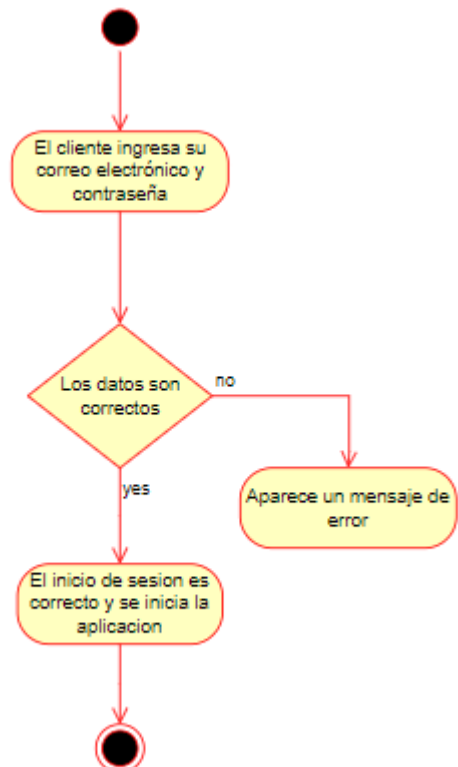 El cliente ingresa su
correo electrónico y
contraseña
Los datos son
correctos
no
yes
Aparece un mensaje de
error
El inicio de sesion es
correcto y se inicia la
aplicacion